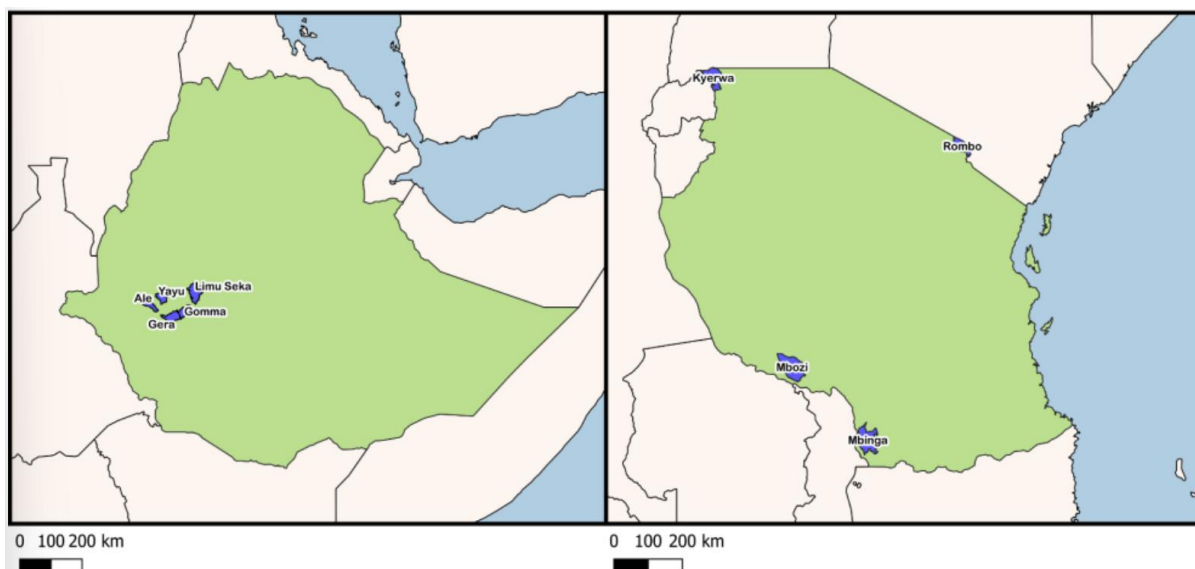 Ale
Yayu
Limu Seka
Gomma
Gera
Kyerwa
Rombo
Mbozi
Mbinga
0 100 200 km
0 100 200 km